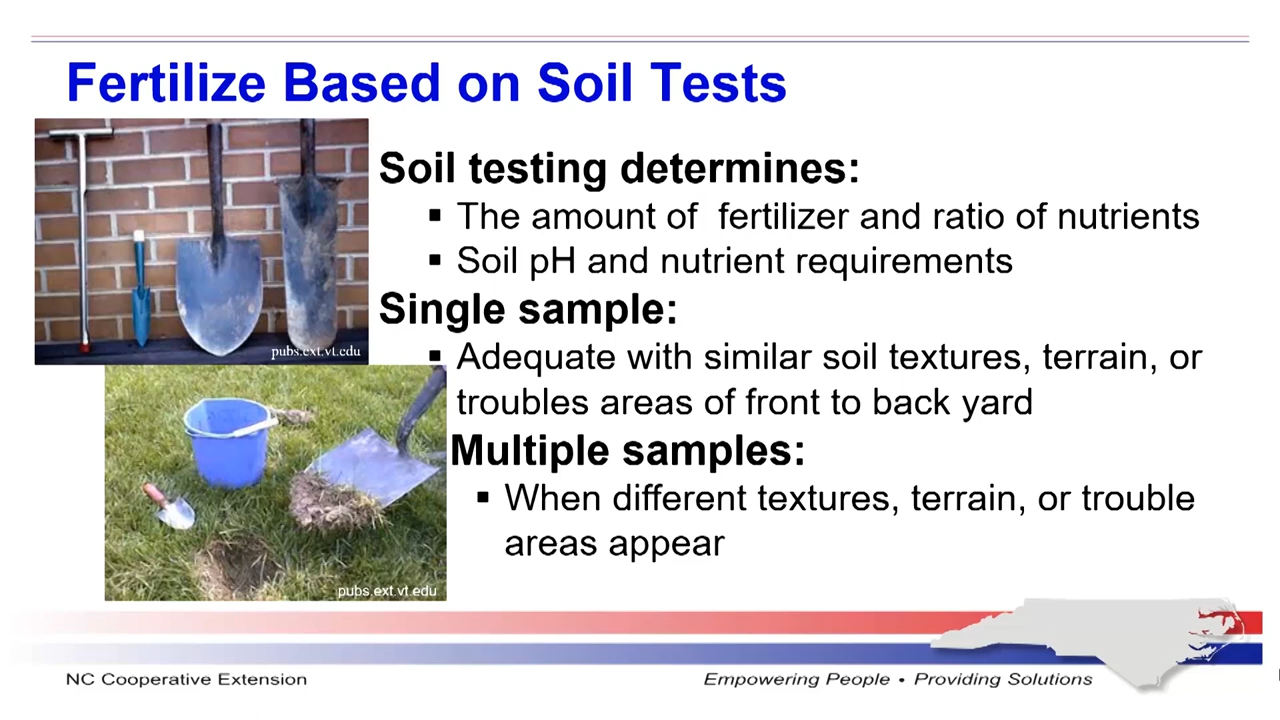 Fertilize Based on Soil Tests
Soil testing determines:
▪ The amount of  fertilizer and ratio of nutrients
▪ Soil pH and nutrient requirements
Single sample:
▪ Adequate with similar soil textures, terrain, or
troubles areas of front to back yard
Multiple samples:
▪ When different textures, terrain, or trouble
areas appear
pubs.ext.vt.edu
pubs.ext.vt.edu
NC Cooperative Extension
Empowering People • Providing Solutions